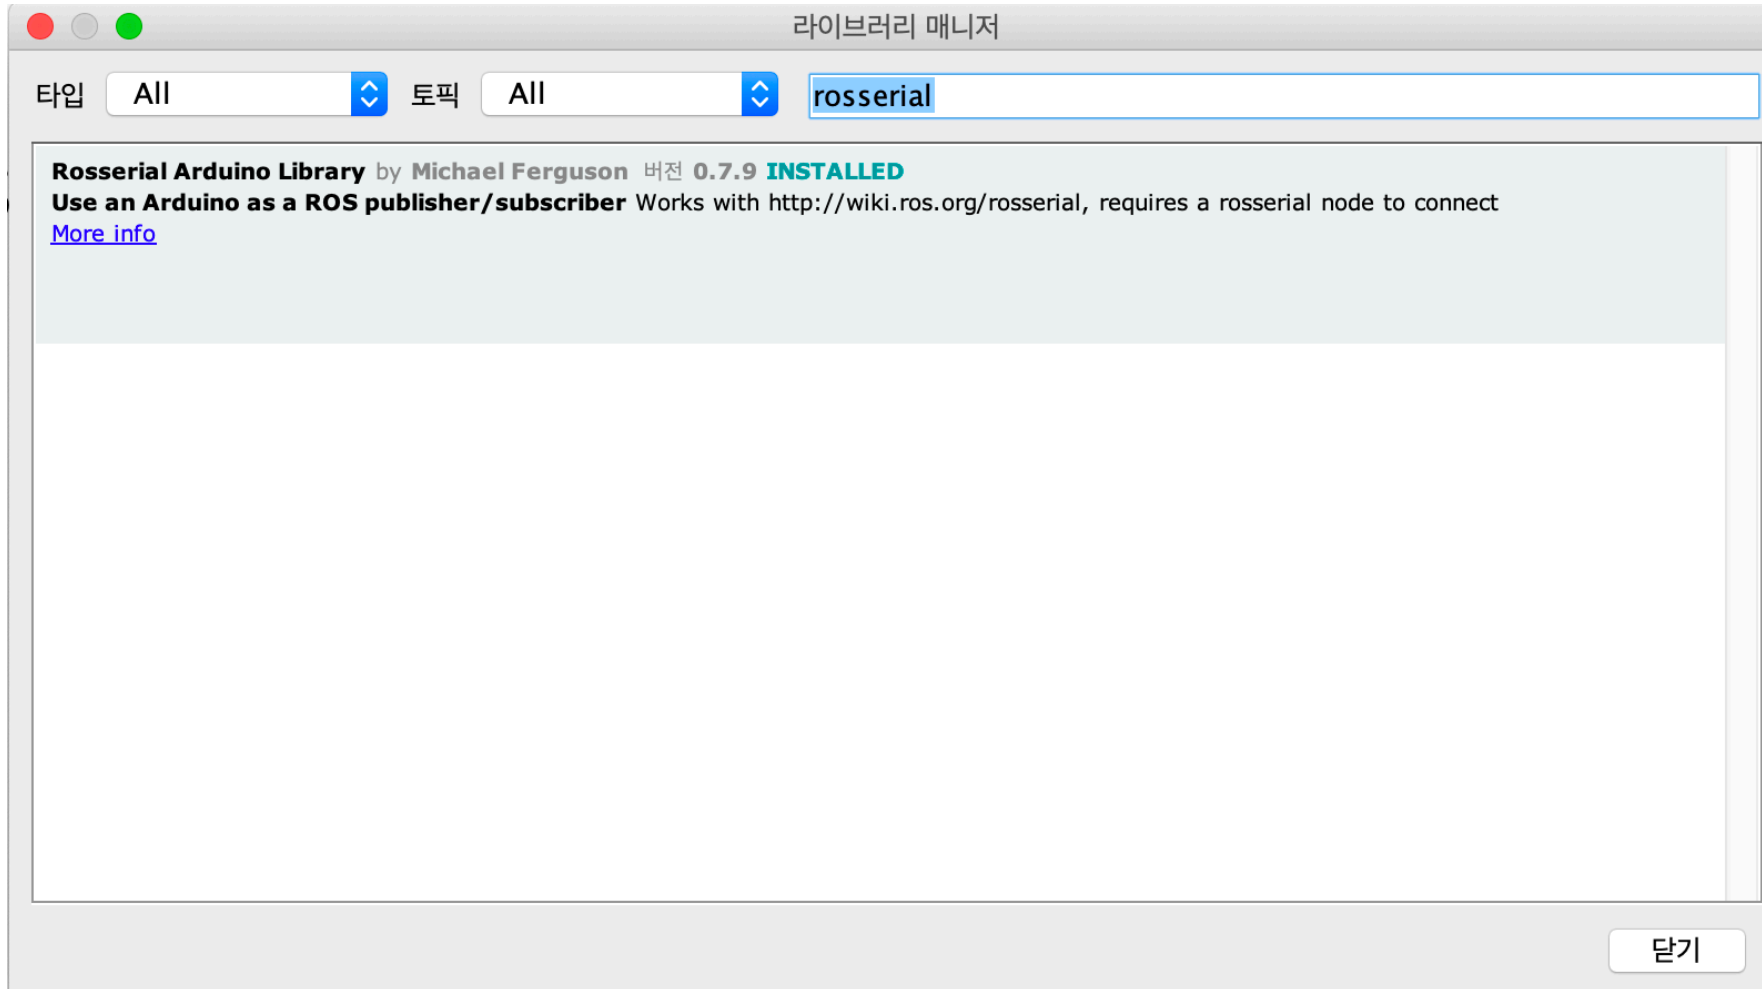 라이브러리 매니저
타입 All 토픽 All rosserial
Rosserial Arduino Library by Michael Ferguson 버전 0.7.9 INSTALLED
Use an Arduino as a ROS publisher/subscriber Works with http://wiki.ros.org/rosserial, requires a rosserial node to connect
More info
닫기